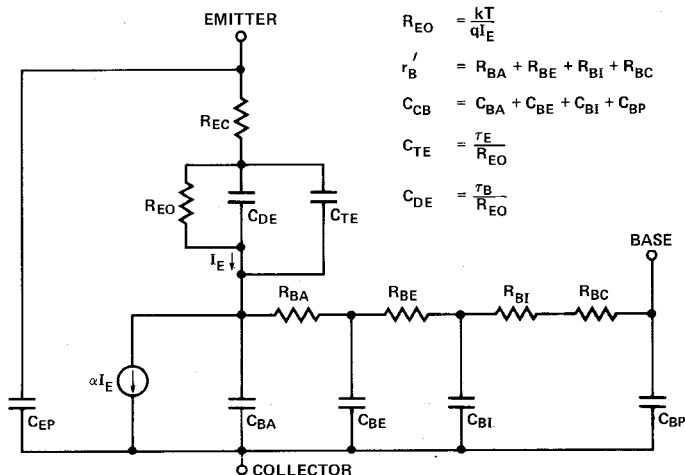 EMITTER
R_EO = kT / qI_E
r_B' = R_BA + R_BE + R_BI + R_BC
C_CB = C_BA + C_BE + C_BI + C_BP
C_TE = τ_E / R_EO
C_DE = τ_B / R_EO
R_EC
R_EO
C_DE
C_TE
I_E
BASE
R_BA
R_BE
R_BI
R_BC
αI_E
C_EP
C_BA
C_BE
C_BI
C_BP
COLLECTOR